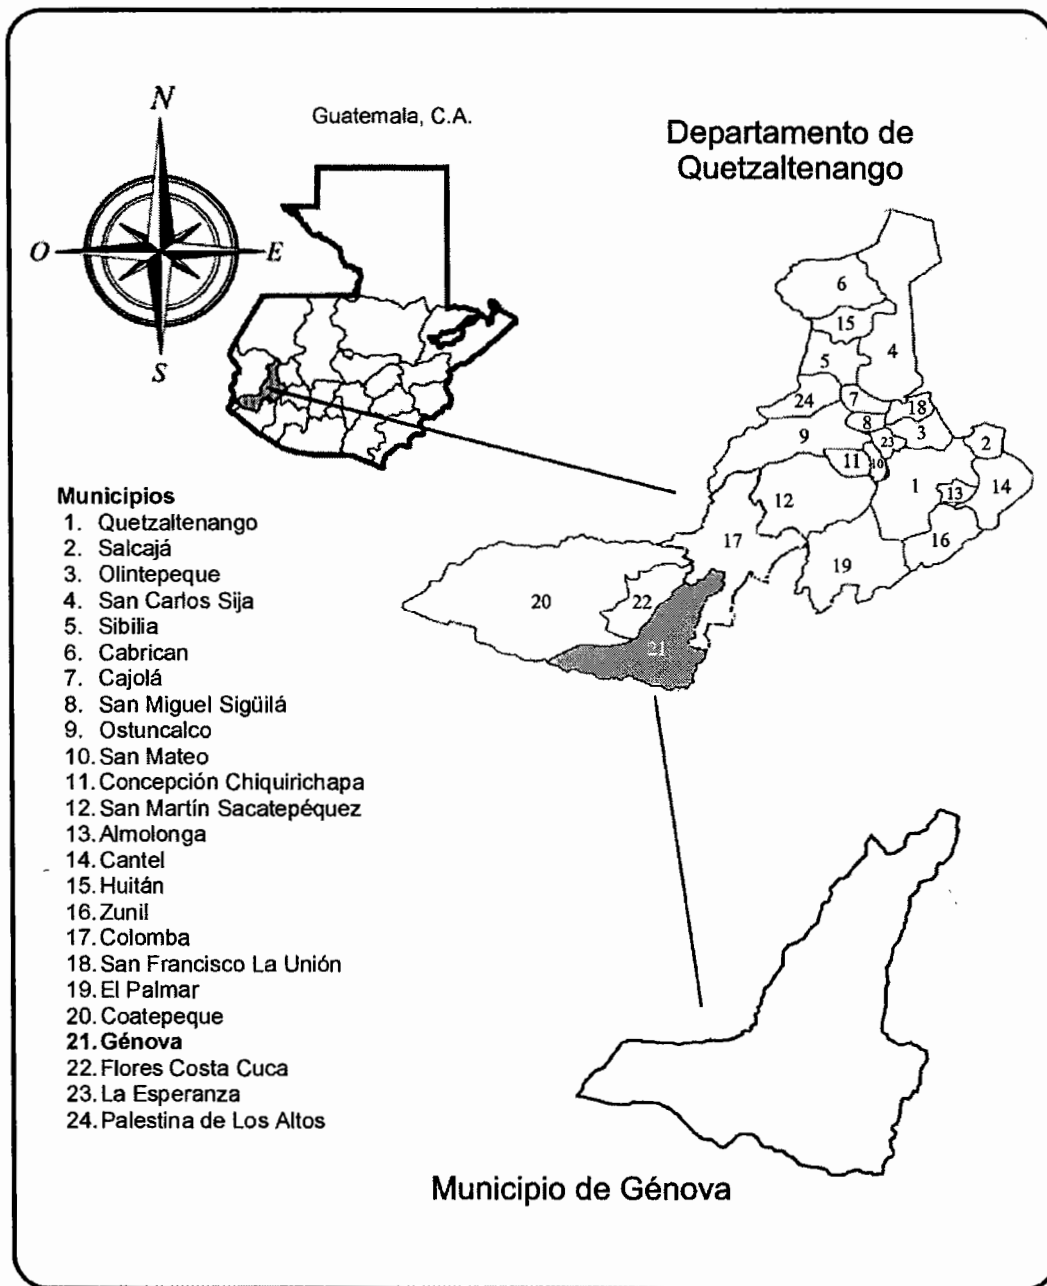 N
Guatemala, C.A.
Departamento de
Quetzaltenango
O
E
S
6
15
4
5
24
7
18
8
3
9
23
2
11
10
1
14
12
13
17
16
19
20
22
21
Municipios
1. Quetzaltenango
2. Salcajá
3. Olintepeque
4. San Carlos Sija
5. Sibilia
6. Cabrican
7. Cajolá
8. San Miguel Sigüilá
9. Ostuncalco
10. San Mateo
11. Concepción Chiquirichapa
12. San Martín Sacatepéquez
13. Almolonga
14. Cantel
15. Huitán
16. Zunil
17. Colomba
18. San Francisco La Unión
19. El Palmar
20. Coatepeque
21. Génova
22. Flores Costa Cuca
23. La Esperanza
24. Palestina de Los Altos
Municipio de Génova